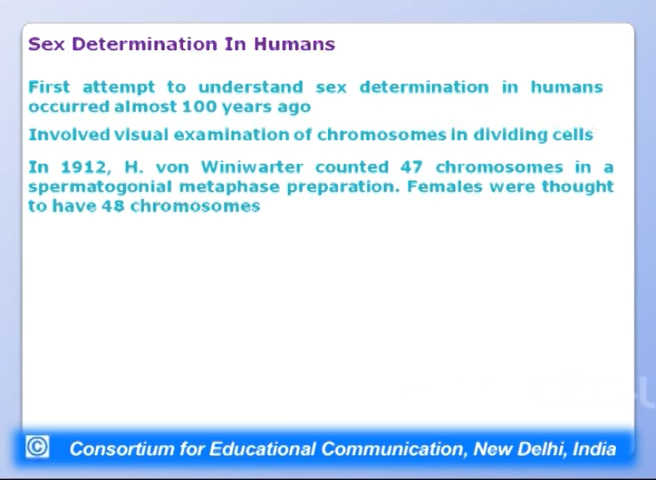 Sex Determination In Humans
First attempt to understand sex determination in humans
occurred almost 100 years ago
Involved visual examination of chromosomes in dividing cells
In 1912, H. von Winiwarter counted 47 chromosomes in a
spermatogonial metaphase preparation. Females were thought
to have 48 chromosomes
© Consortium for Educational Communication, New Delhi, India